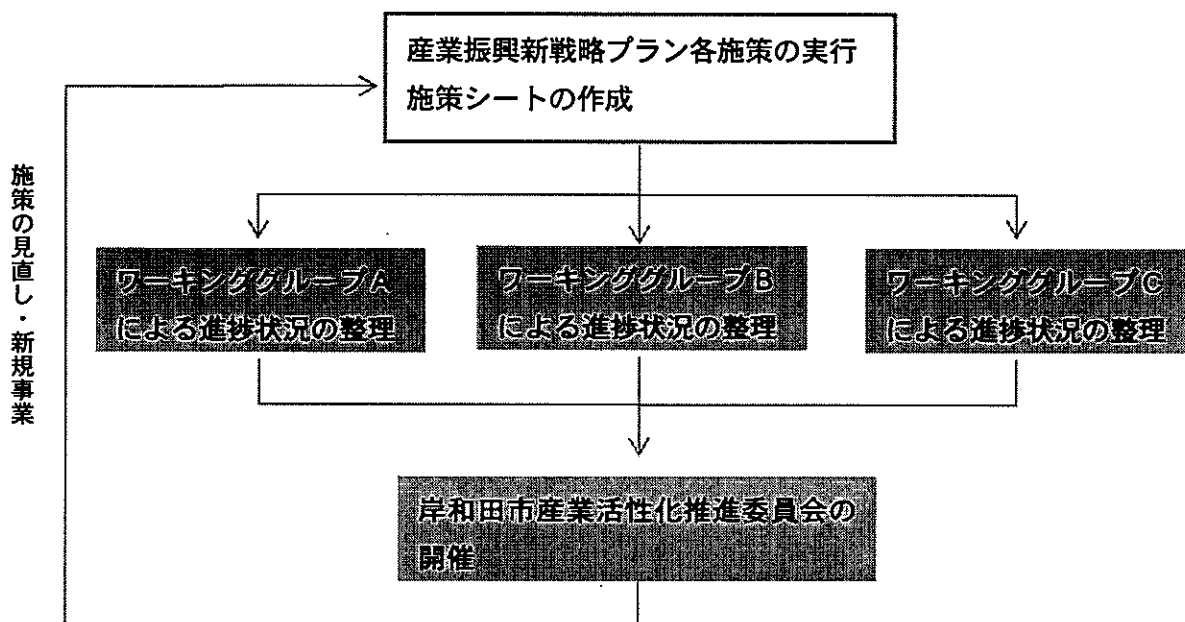 産業振興新戦略プラン各施策の実行
施策シートの作成
施策の見直し・新規事業
ワーキンググループA
による進捗状況の整理
ワーキンググループB
による進捗状況の整理
ワーキンググループC
による進捗状況の整理
岸和田市産業活性化推進委員会の
開催